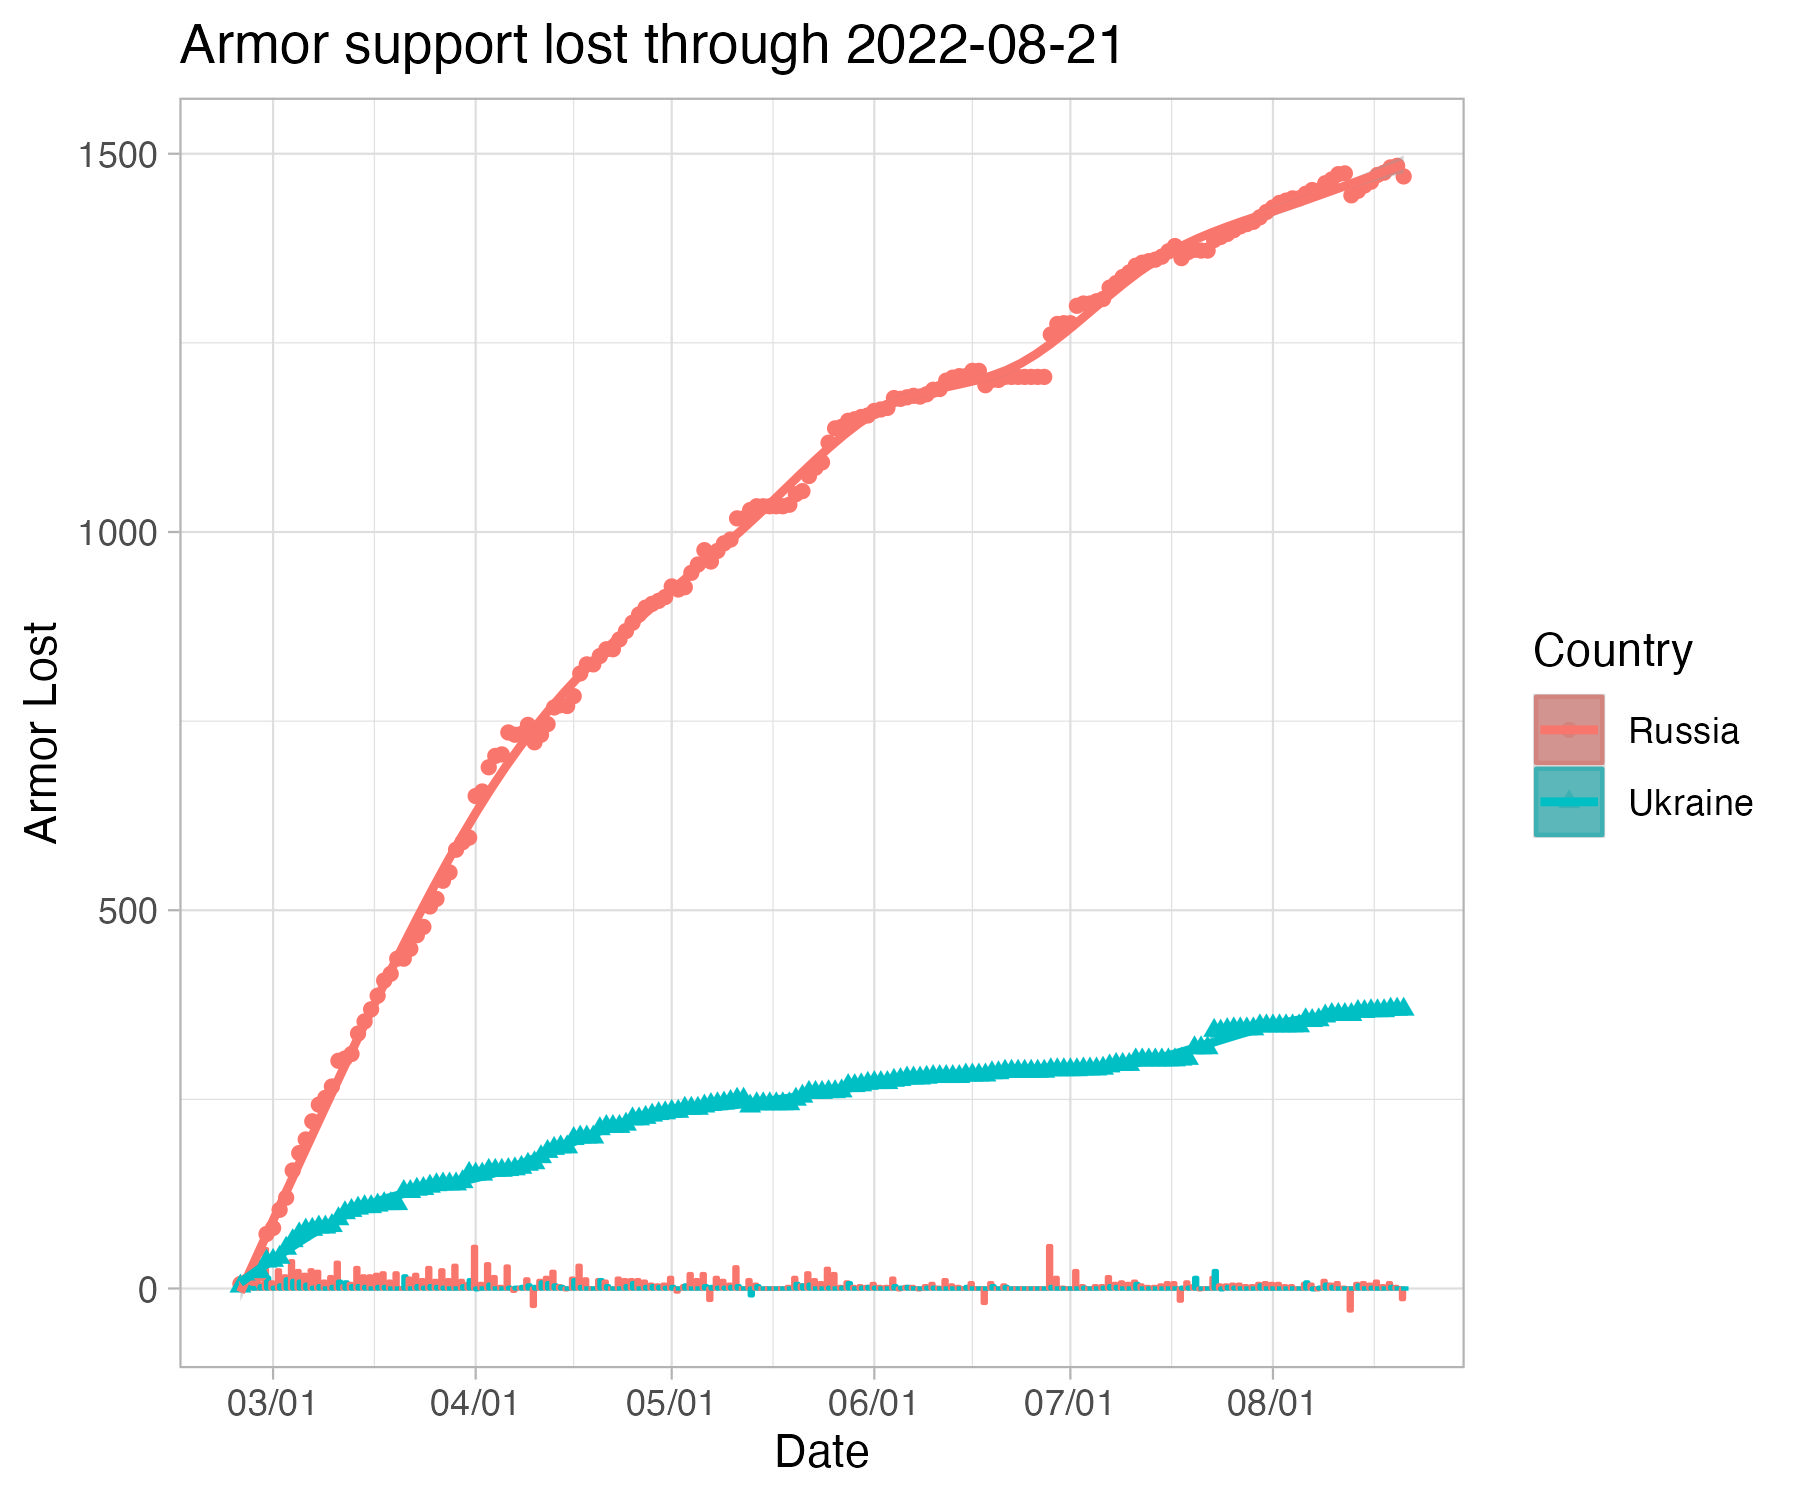 Armor support lost through 2022-08-21
1500
1000
500
0
Armor Lost
03/01 04/01 05/01 06/01 07/01 08/01
Date
Country
Russia
Ukraine